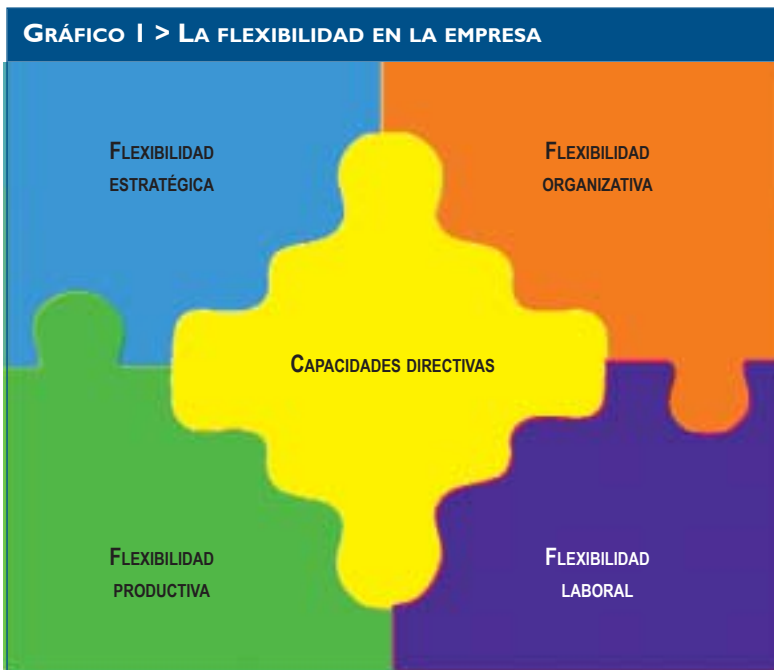 GRÁFICO 1 > LA FLEXIBILIDAD EN LA EMPRESA
FLEXIBILIDAD
ESTRATÉGICA
FLEXIBILIDAD
ORGANIZATIVA
CAPACIDADES DIRECTIVAS
FLEXIBILIDAD
PRODUCTIVA
FLEXIBILIDAD
LABORAL